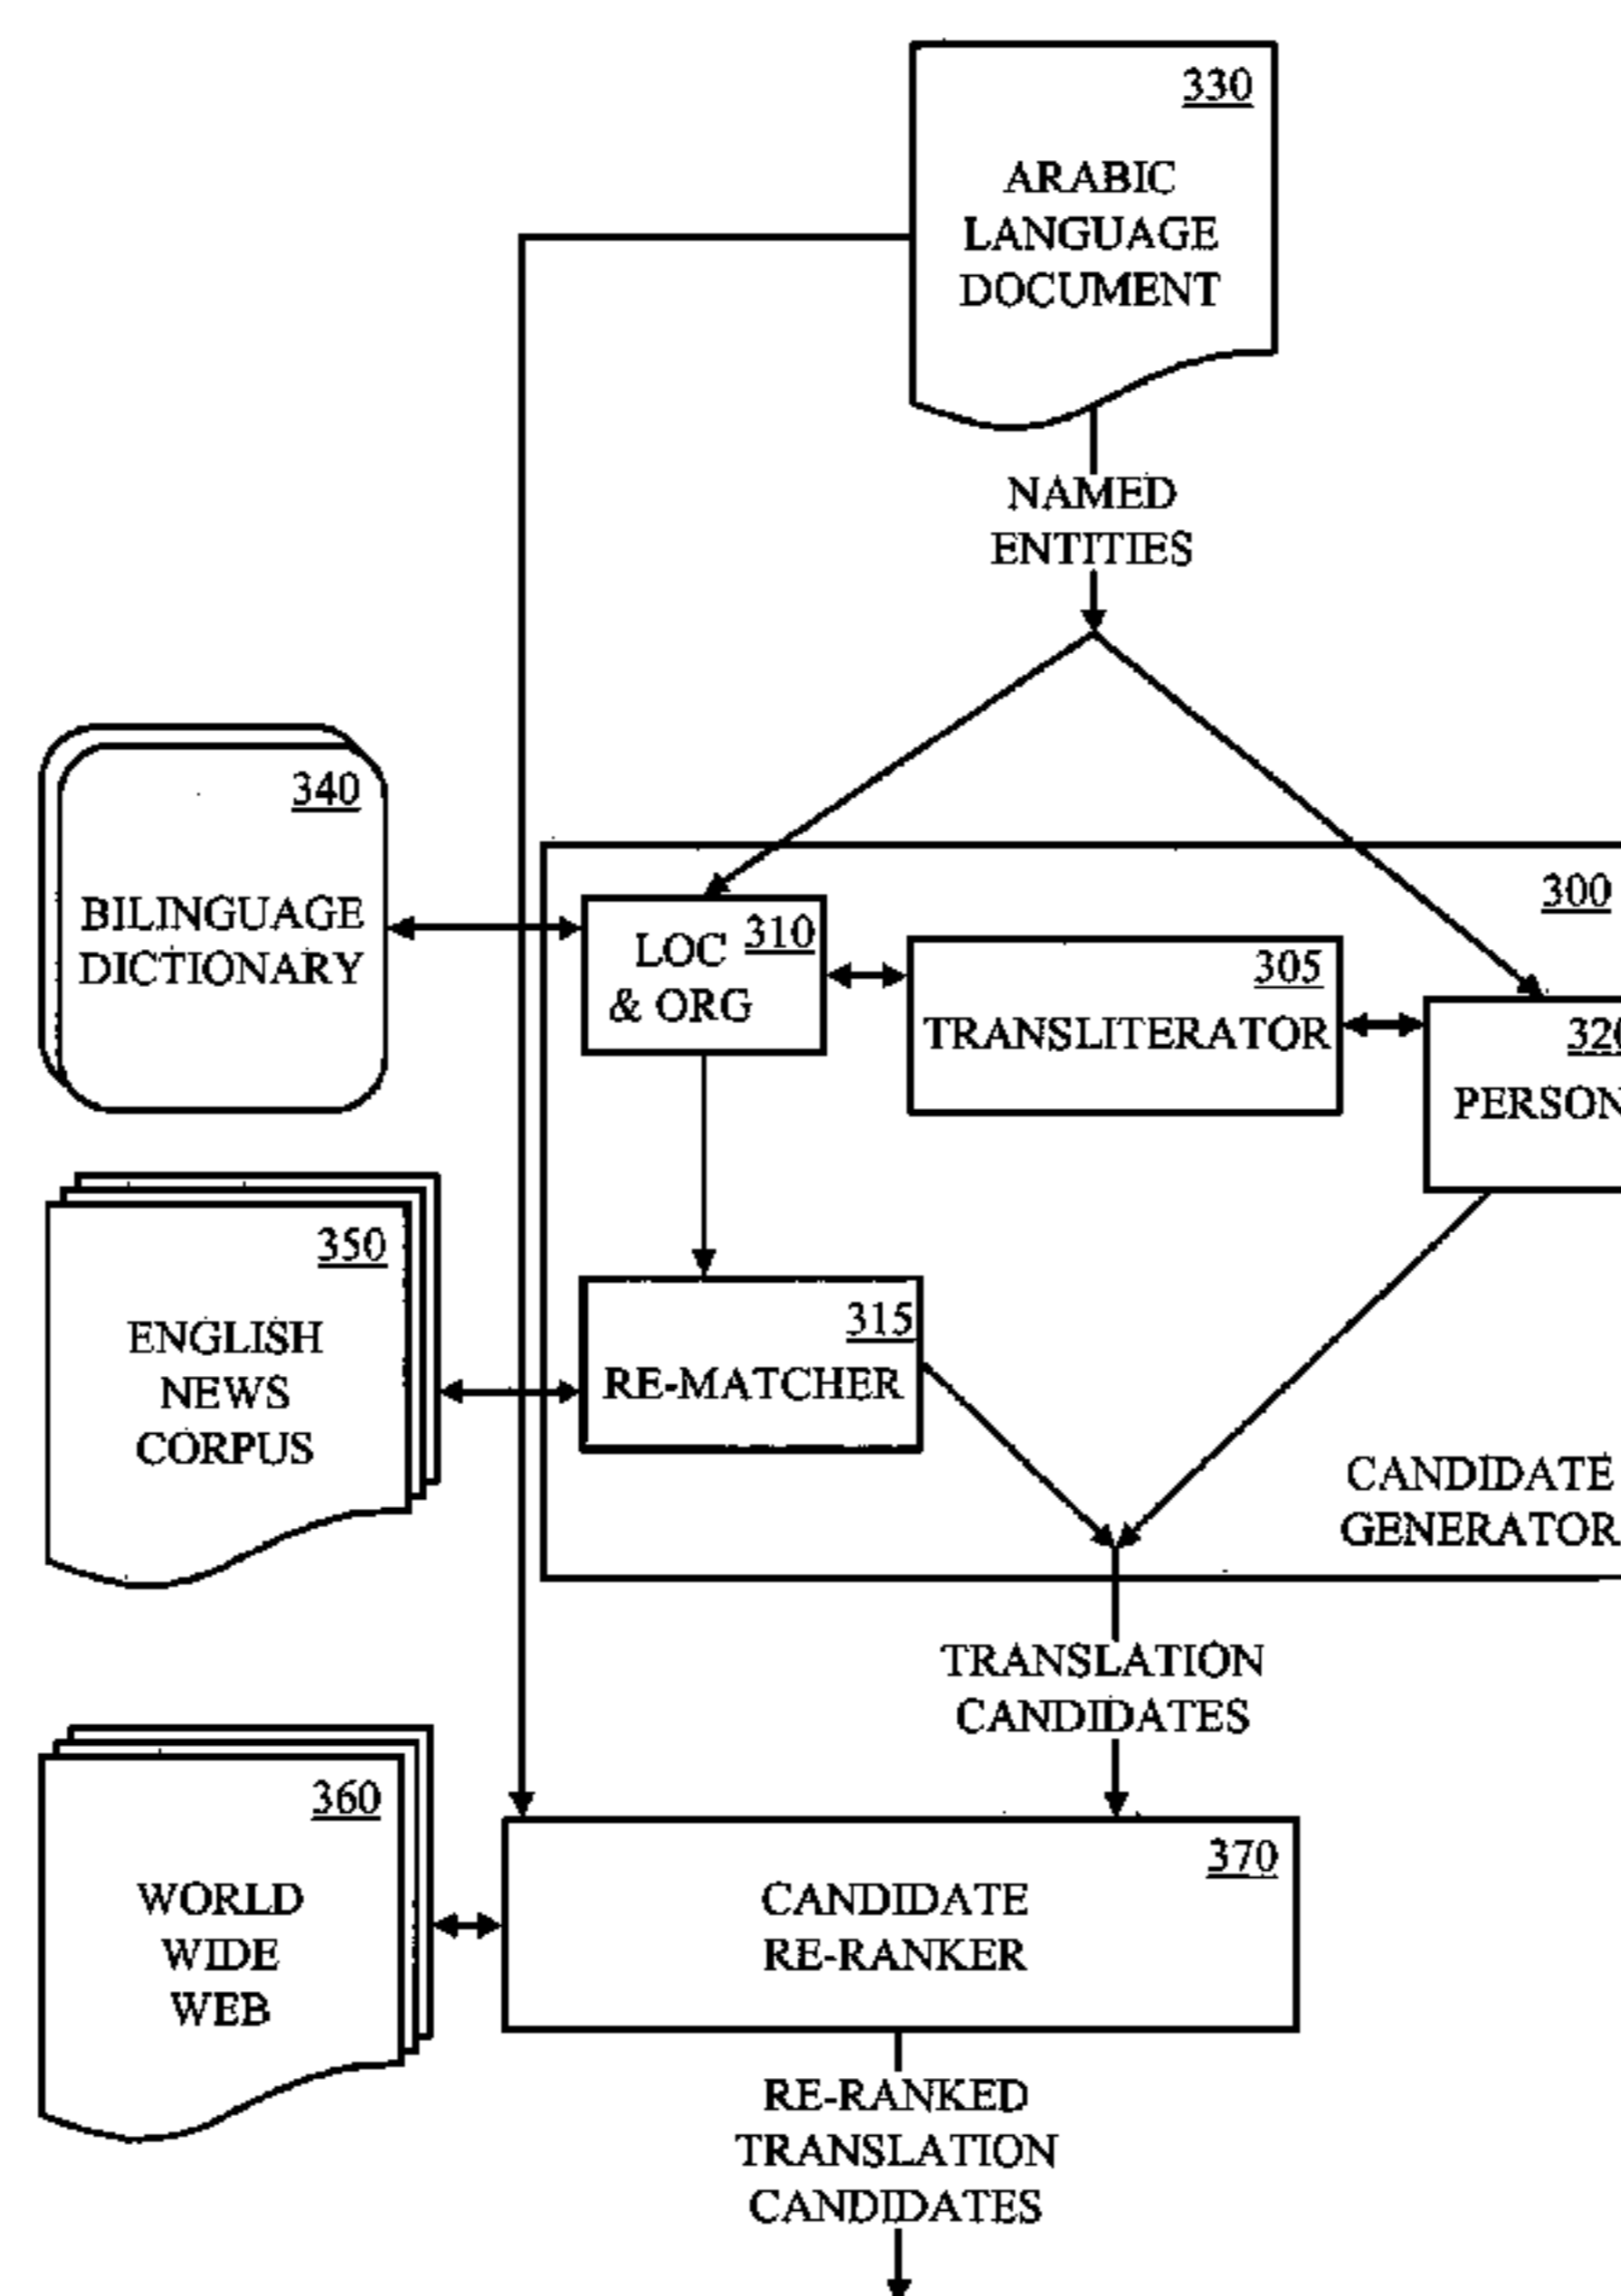 330
ARABIC
LANGUAGE
DOCUMENT
NAMED
ENTITIES
340
BILINGUAGE
DICTIONARY
300
310
LOC
& ORG
305
TRANSLITERATOR
320
PERSON
350
ENGLISH
NEWS
CORPUS
315
RE-MATCHER
CANDIDATE
GENERATOR
TRANSLATION
CANDIDATES
360
WORLD
WIDE
WEB
370
CANDIDATE
RE-RANKER
RE-RANKED
TRANSLATION
CANDIDATES